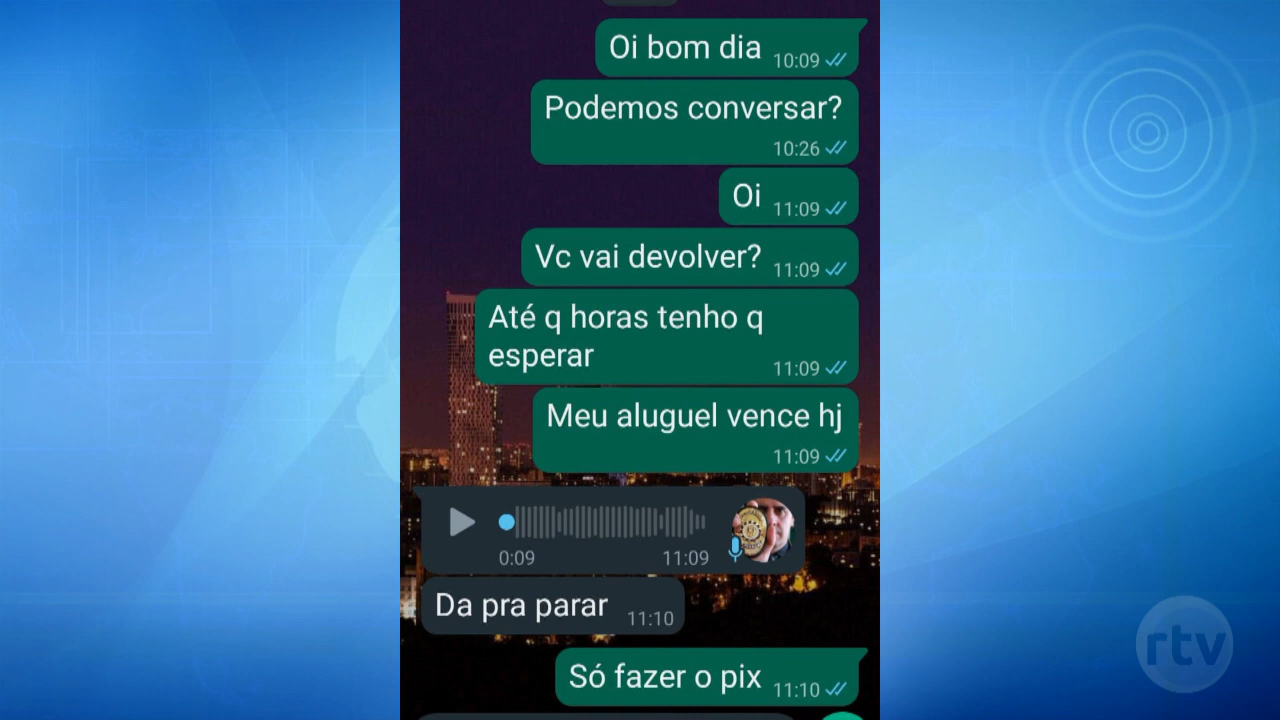 Oi bom dia 10:09
Podemos conversar?
10:26
Oi 11:09
Vc vai devolver? 11:09
Até q horas tenho q
esperar 11:09
Meu aluguel vence hj
11:09
0:09 11:09
Da pra parar 11:10
Só fazer o pix 11:10
rtv